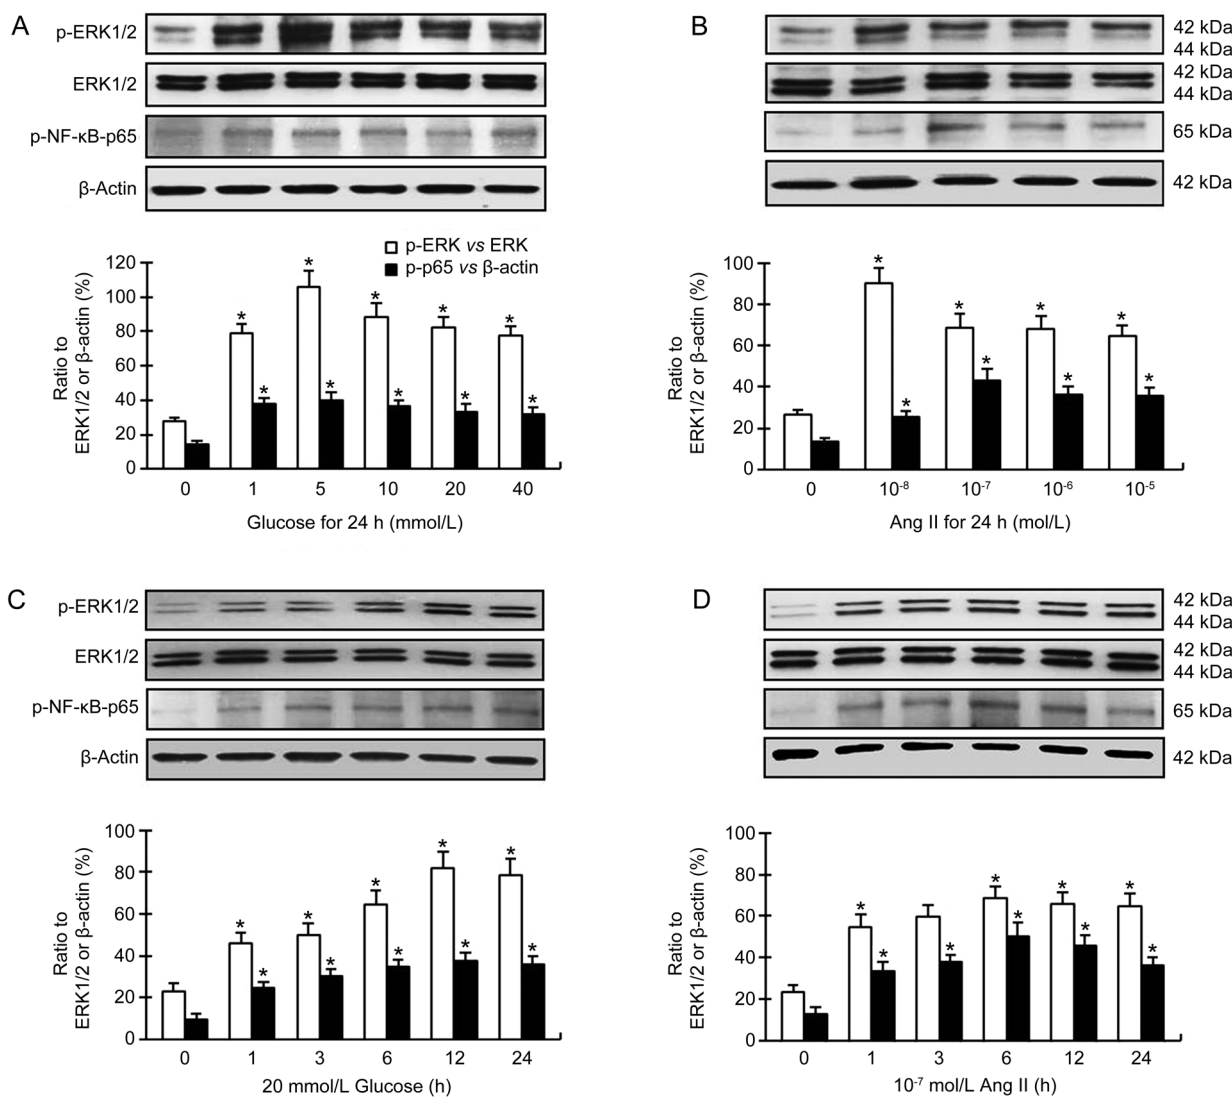 A
p-ERK1/2
ERK1/2
p-NF-κB-p65
β-Actin
B
42 kDa
44 kDa
42 kDa
44 kDa
65 kDa
42 kDa
p-ERK vs ERK
p-p65 vs β-actin
Ratio to
ERK1/2 or β-actin (%)
120
100
80
60
40
20
0
* * * * *
* * * * *
0 1 5 10 20 40
Glucose for 24 h (mmol/L)
Ratio to
ERK1/2 or β-actin (%)
100
80
60
40
20
0
* * * *
* * * *
0 10⁻⁸ 10⁻⁷ 10⁻⁶ 10⁻⁵
Ang II for 24 h (mol/L)
C
p-ERK1/2
ERK1/2
p-NF-κB-p65
β-Actin
D
42 kDa
44 kDa
42 kDa
44 kDa
65 kDa
42 kDa
Ratio to
ERK1/2 or β-actin (%)
100
80
60
40
20
0
* * * * *
* * * * *
0 1 3 6 12 24
20 mmol/L Glucose (h)
Ratio to
ERK1/2 or β-actin (%)
100
80
60
40
20
0
* * * *
* * * * *
0 1 3 6 12 24
10⁻⁷ mol/L Ang II (h)